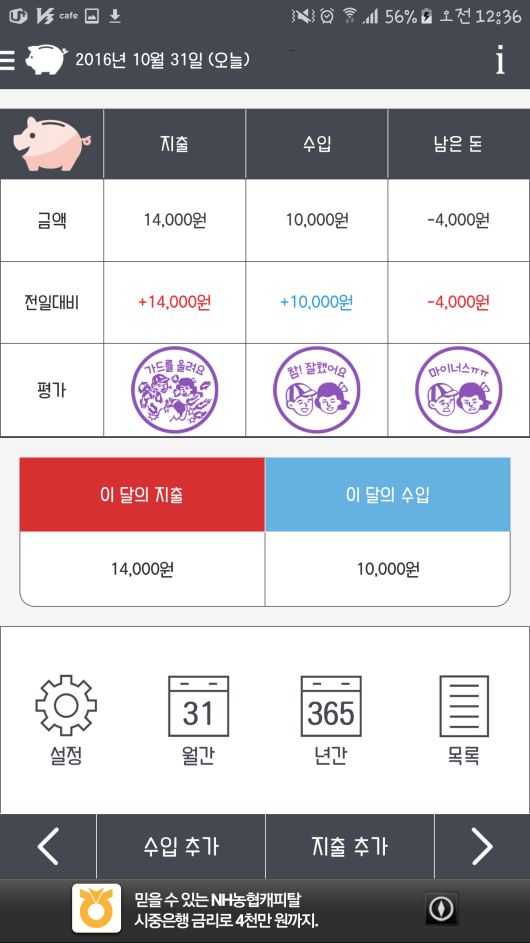 cafe
56%
오전 12:36
2016년 10월 31일 (오늘)
i
지출 수입 남은 돈
금액 14,000원 10,000원 -4,000원
전일대비 +14,000원 +10,000원 -4,000원
평가 가드를 올려요 참! 잘했어요 마이너스ㅠㅠ
이 달의 지출 이 달의 수입
14,000원 10,000원
31 365
설정 월간 년간 목록
수입 추가 지출 추가
믿을 수 있는 NH농협캐피탈
시중은행 금리로 4천만 원까지.